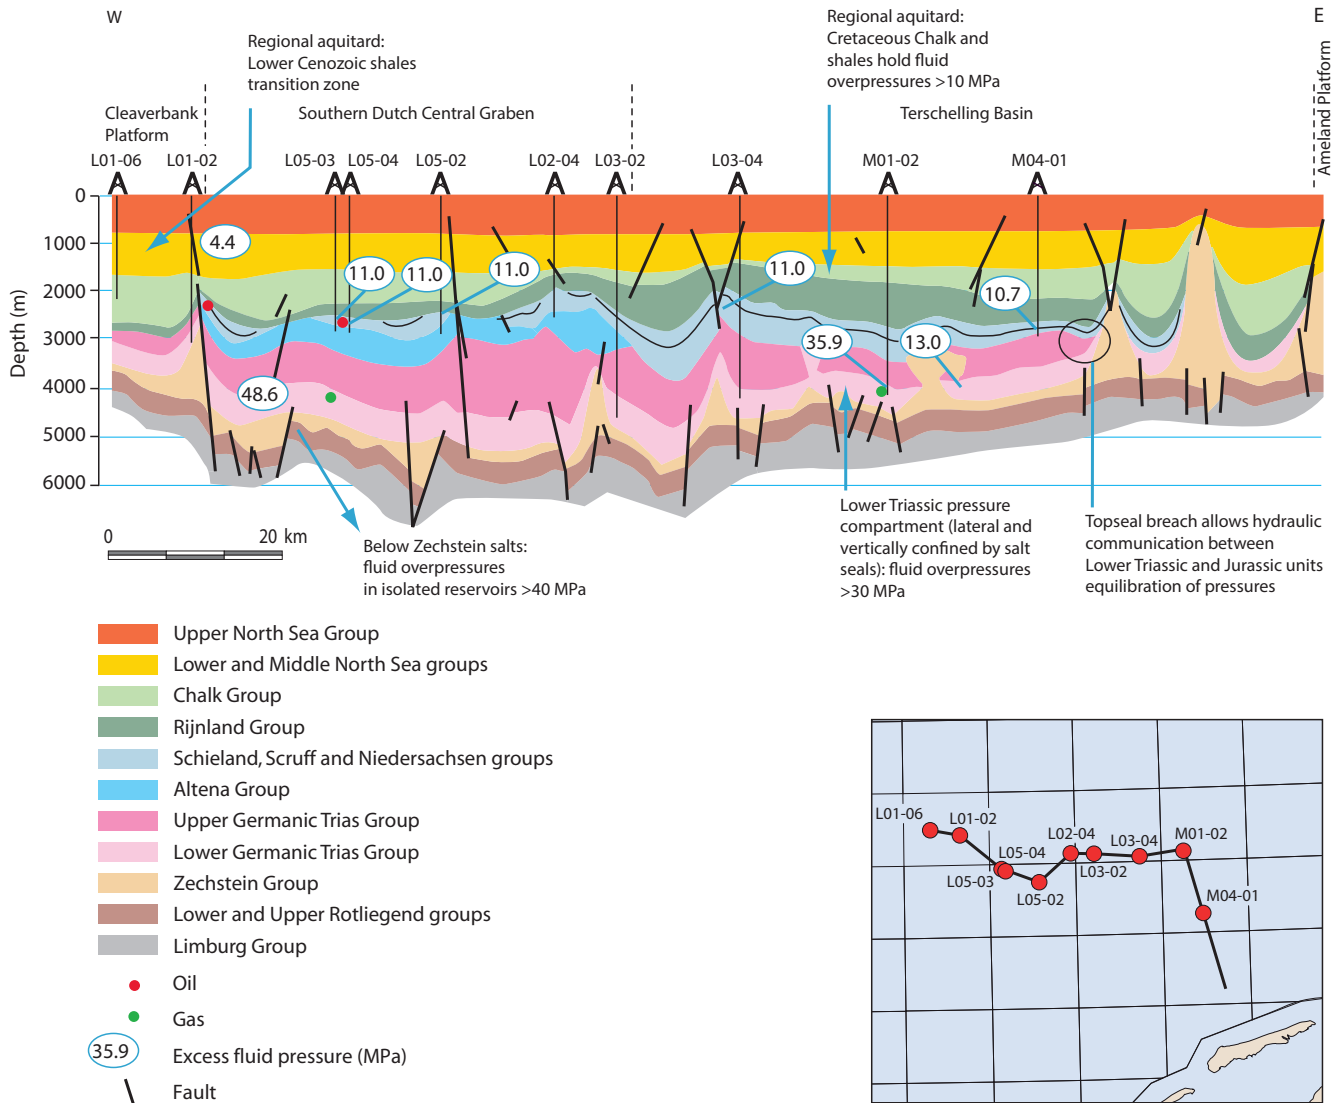 W
E
Regional aquitard:
Lower Cenozoic shales
transition zone
Regional aquitard:
Cretaceous Chalk and
shales hold fluid
overpressures >10 MPa
Ameland Platform
Cleaverbank
Platform
Southern Dutch Central Graben
Terschelling Basin
L01-06
L01-02
L05-03
L05-04
L05-02
L02-04
L03-02
L03-04
M01-02
M04-01
Depth (m)
0
1000
2000
3000
4000
5000
6000
4.4
11.0
11.0
11.0
11.0
10.7
35.9
13.0
48.6
0
20 km
Below Zechstein salts:
fluid overpressures
in isolated reservoirs >40 MPa
Lower Triassic pressure
compartment (lateral and
vertically confined by salt
seals): fluid overpressures
>30 MPa
Topseal breach allows hydraulic
communication between
Lower Triassic and Jurassic units
equilibration of pressures
Upper North Sea Group
Lower and Middle North Sea groups
Chalk Group
Rijnland Group
Schieland, Scruff and Niedersachsen groups
Altena Group
Upper Germanic Trias Group
Lower Germanic Trias Group
Zechstein Group
Lower and Upper Rotliegend groups
Limburg Group
Oil
Gas
35.9
Excess fluid pressure (MPa)
Fault
L01-06
L01-02
L05-04
L05-03
L05-02
L02-04
L03-02
L03-04
M01-02
M04-01